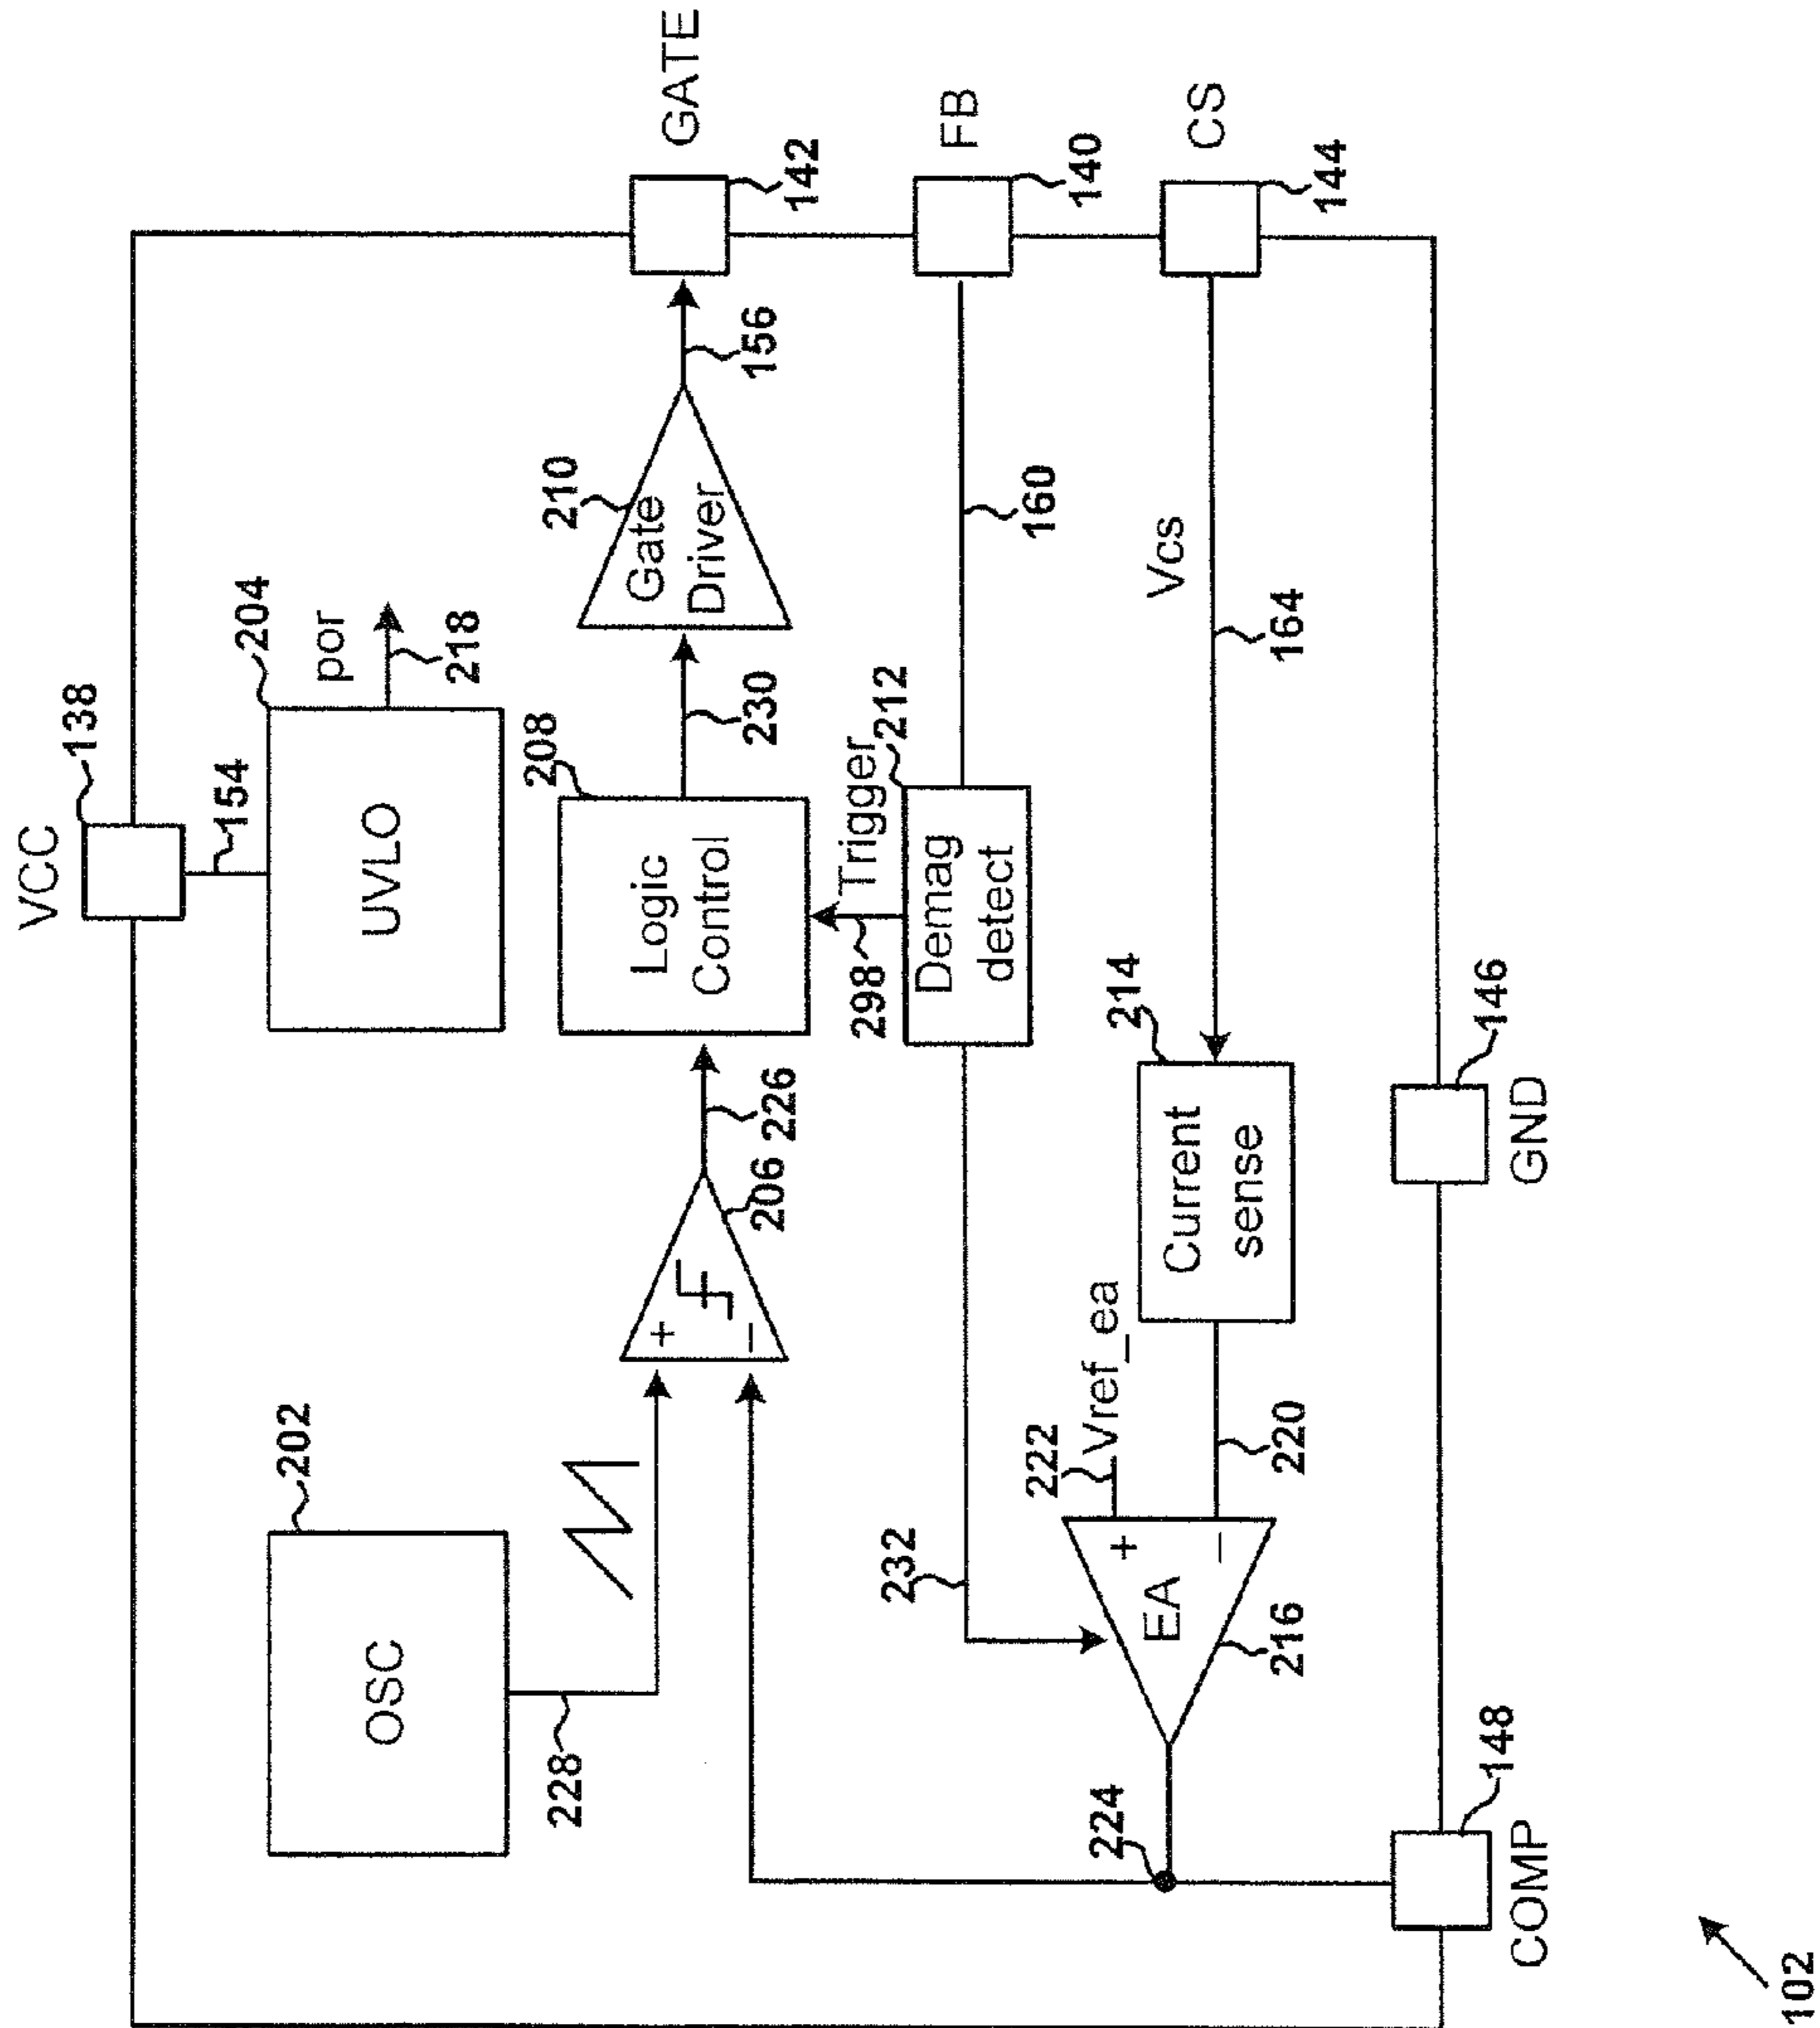 VCC
138
154
204
UVLO
por
218
202
OSC
228
+
−
206
226
208
Logic
Control
230
210
Gate
Driver
156
GATE
142
298
Trigger
212
Demag
detect
160
FB
140
232
Vcs
164
CS
144
214
Current
sense
220
222
Vref_ea
+
−
EA
216
224
148
COMP
146
GND
102